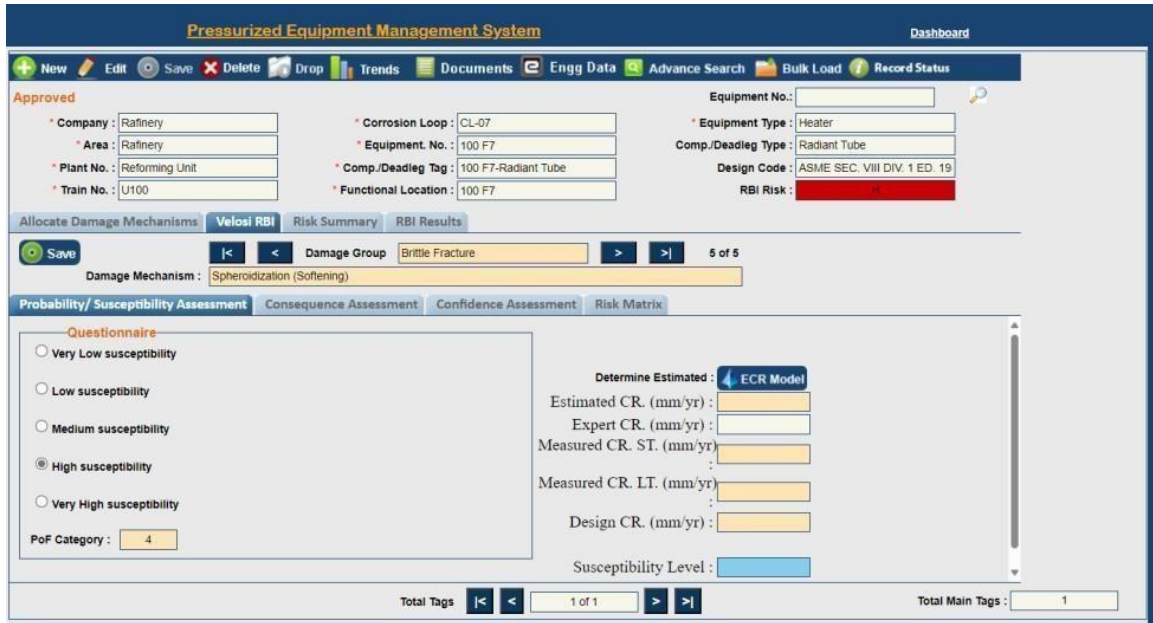 Pressurized Equipment Management System Dashboard
New Edit Save Delete Drop Trends Documents Engg Data Advance Search Bulk Load Record Status
Approved Equipment No.:
* Company : Rafinery * Corrosion Loop : CL-07 * Equipment Type : Heater
* Area : Rafinery * Equipment. No. : 100 F7 Comp./Deadleg Type : Radiant Tube
* Plant No. : Reforming Unit * Comp./Deadleg Tag : 100 F7-Radiant Tube Design Code : ASME SEC. VIII DIV. 1 ED. 19
* Train No. : U100 * Functional Location : 100 F7 RBI Risk : H
Allocate Damage Mechanisms Velosi RBI Risk Summary RBI Results
Save |< < Damage Group Brittle Fracture > >| 5 of 5
Damage Mechanism : Spheroidization (Softening)
Probability/ Susceptibility Assessment Consequence Assessment Confidence Assessment Risk Matrix
Questionnaire
Very Low susceptibility
Low susceptibility
Medium susceptibility
High susceptibility
Very High susceptibility
PoF Category : 4
Determine Estimated : ECR Model
Estimated CR. (mm/yr) :
Expert CR. (mm/yr) :
Measured CR. ST. (mm/yr)
:
Measured CR. LT. (mm/yr)
:
Design CR. (mm/yr) :
Susceptibility Level :
Total Tags |< < 1 of 1 > >| Total Main Tags : 1